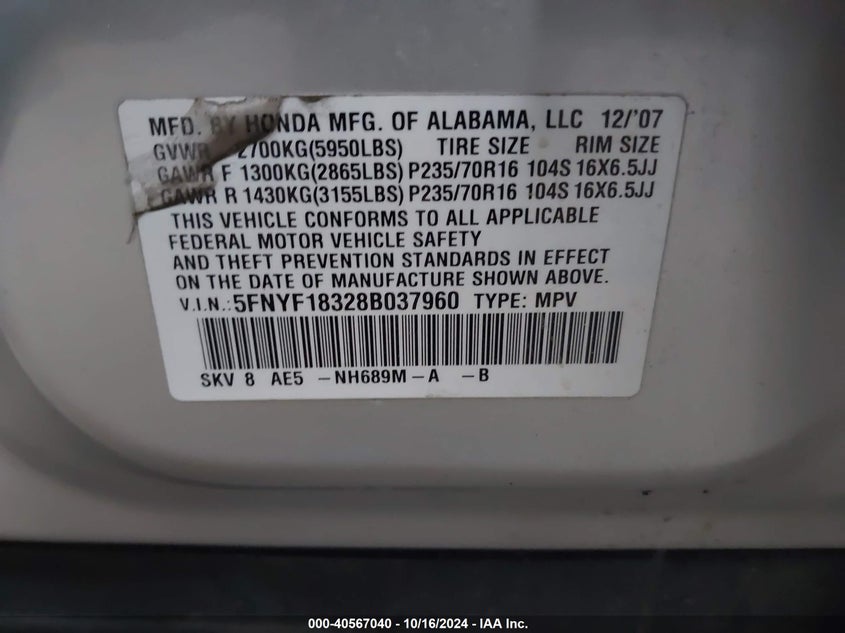 MFD. BY HONDA MFG. OF ALABAMA, LLC 12/'07
GVWR 2700KG(5950LBS) TIRE SIZE RIM SIZE
GAWR F 1300KG(2865LBS) P235/70R16 104S 16X6.5JJ
GAWR R 1430KG(3155LBS) P235/70R16 104S 16X6.5JJ
THIS VEHICLE CONFORMS TO ALL APPLICABLE
FEDERAL MOTOR VEHICLE SAFETY
AND THEFT PREVENTION STANDARDS IN EFFECT
ON THE DATE OF MANUFACTURE SHOWN ABOVE.
V.I.N.:5FNYF18328B037960 TYPE: MPV
SKV 8 AE5 -NH689M-A -B
000-40567040 - 10/16/2024 - IAA Inc.